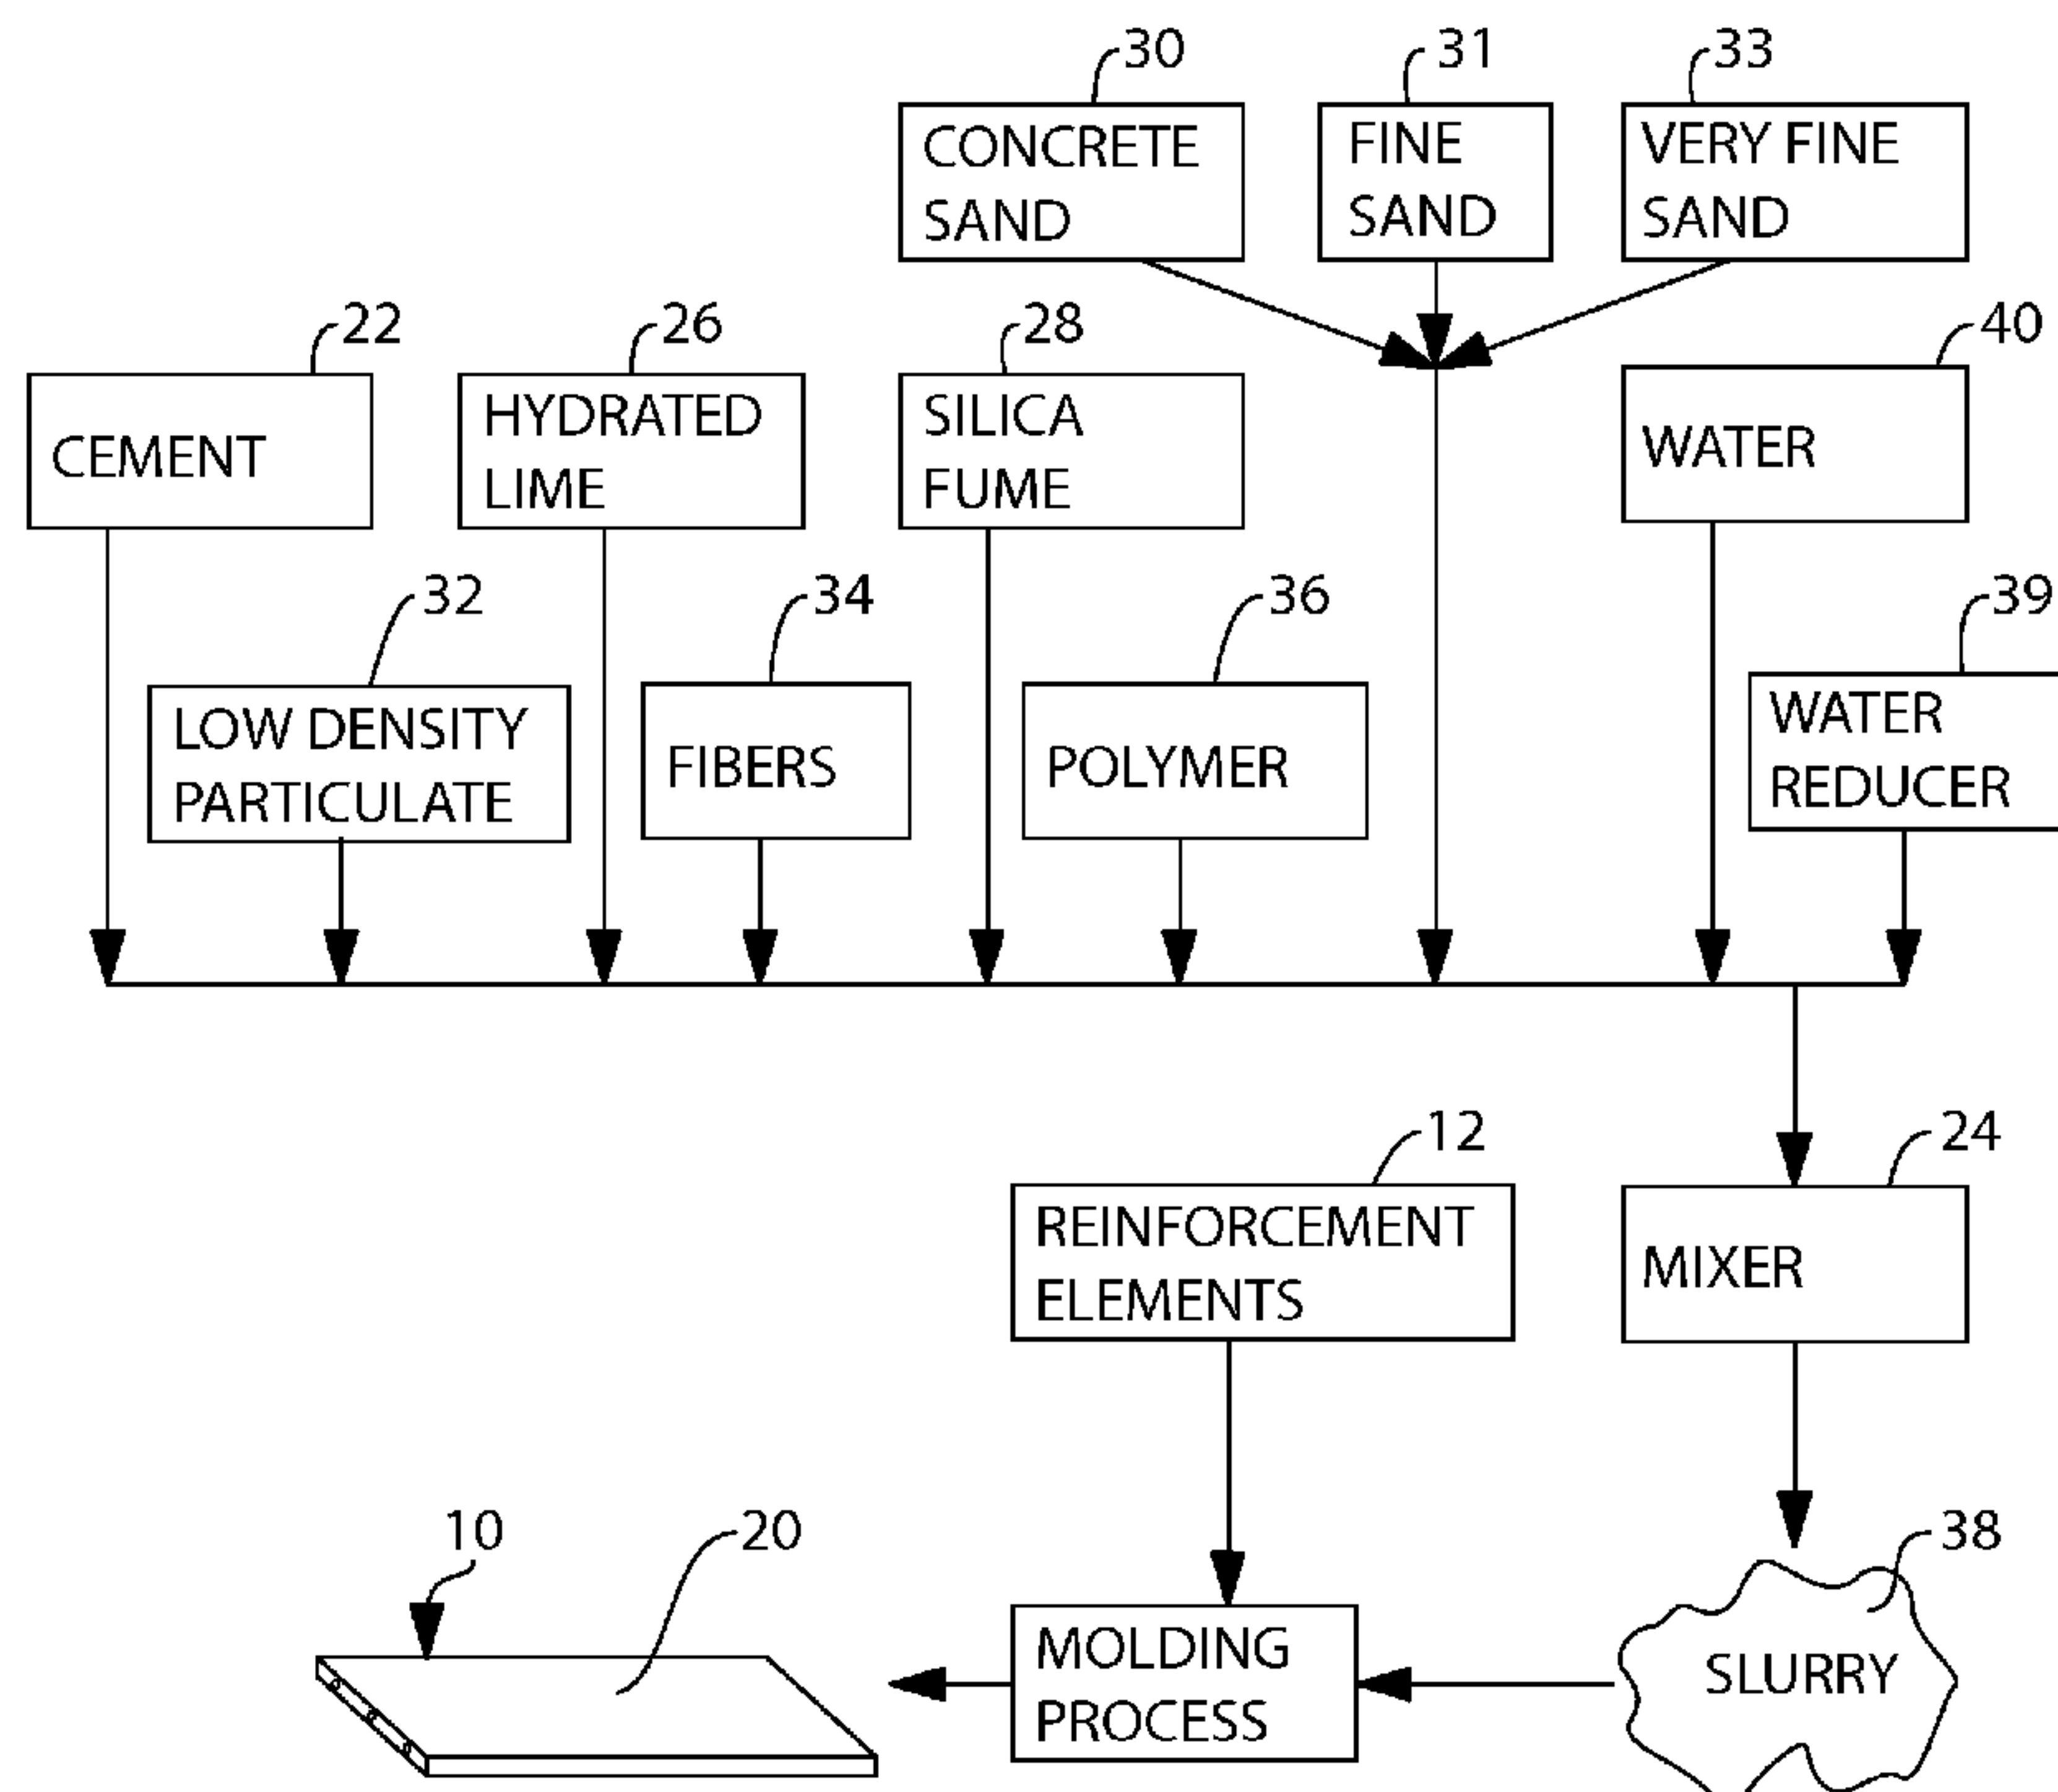 30
31
33
CONCRETE
SAND
FINE
SAND
VERY FINE
SAND
22
26
28
40
CEMENT
HYDRATED
LIME
SILICA
FUME
WATER
32
34
36
39
LOW DENSITY
PARTICULATE
FIBERS
POLYMER
WATER
REDUCER
12
24
REINFORCEMENT
ELEMENTS
MIXER
10
20
38
MOLDING
PROCESS
SLURRY